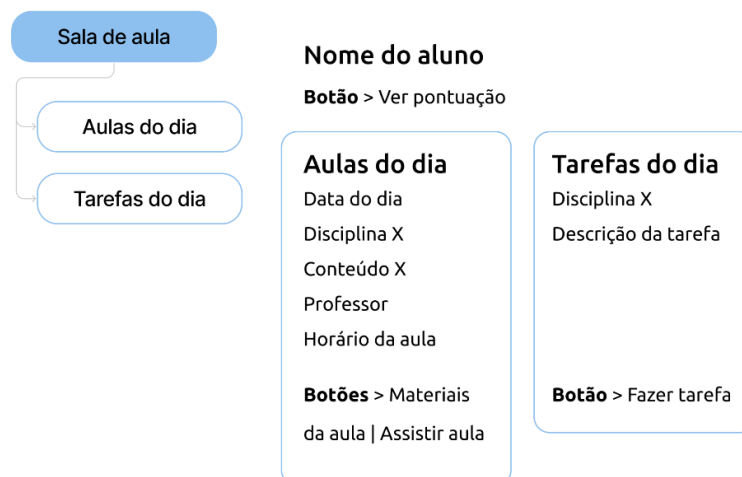 Sala de aula
Aulas do dia
Tarefas do dia
Nome do aluno
Botão > Ver pontuação
Aulas do dia
Data do dia
Disciplina X
Conteúdo X
Professor
Horário da aula
Botões > Materiais
da aula | Assistir aula
Tarefas do dia
Disciplina X
Descrição da tarefa
Botão > Fazer tarefa